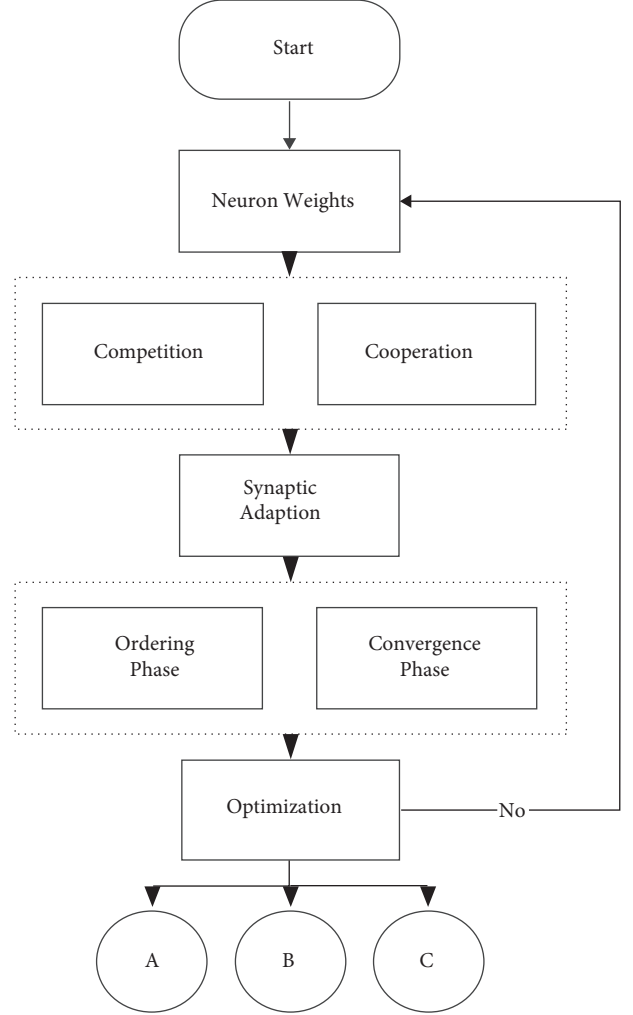 Start
Neuron Weights
Competition
Cooperation
Synaptic
Adaption
Ordering
Phase
Convergence
Phase
Optimization
No
A
B
C